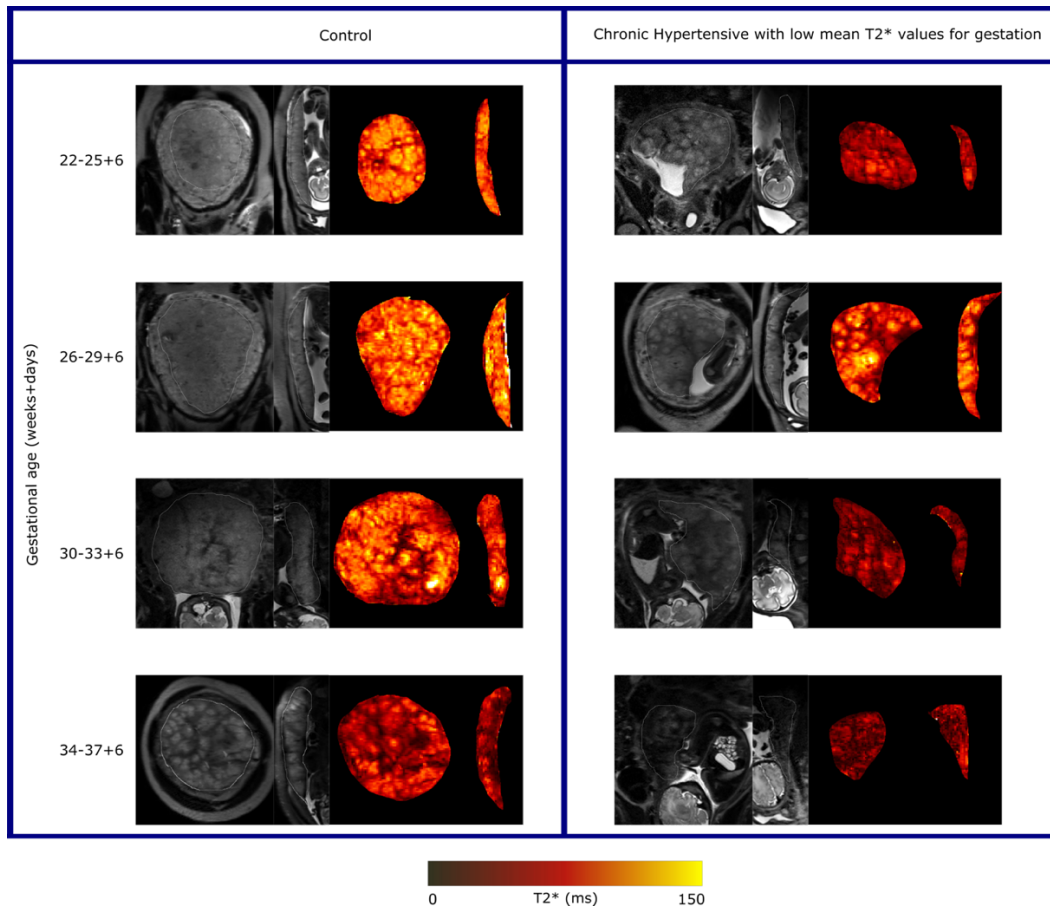 Control
Chronic Hypertensive with low mean T2* values for gestation
Gestational age (weeks+days)
22-25+6
26-29+6
30-33+6
34-37+6
0
T2* (ms)
150